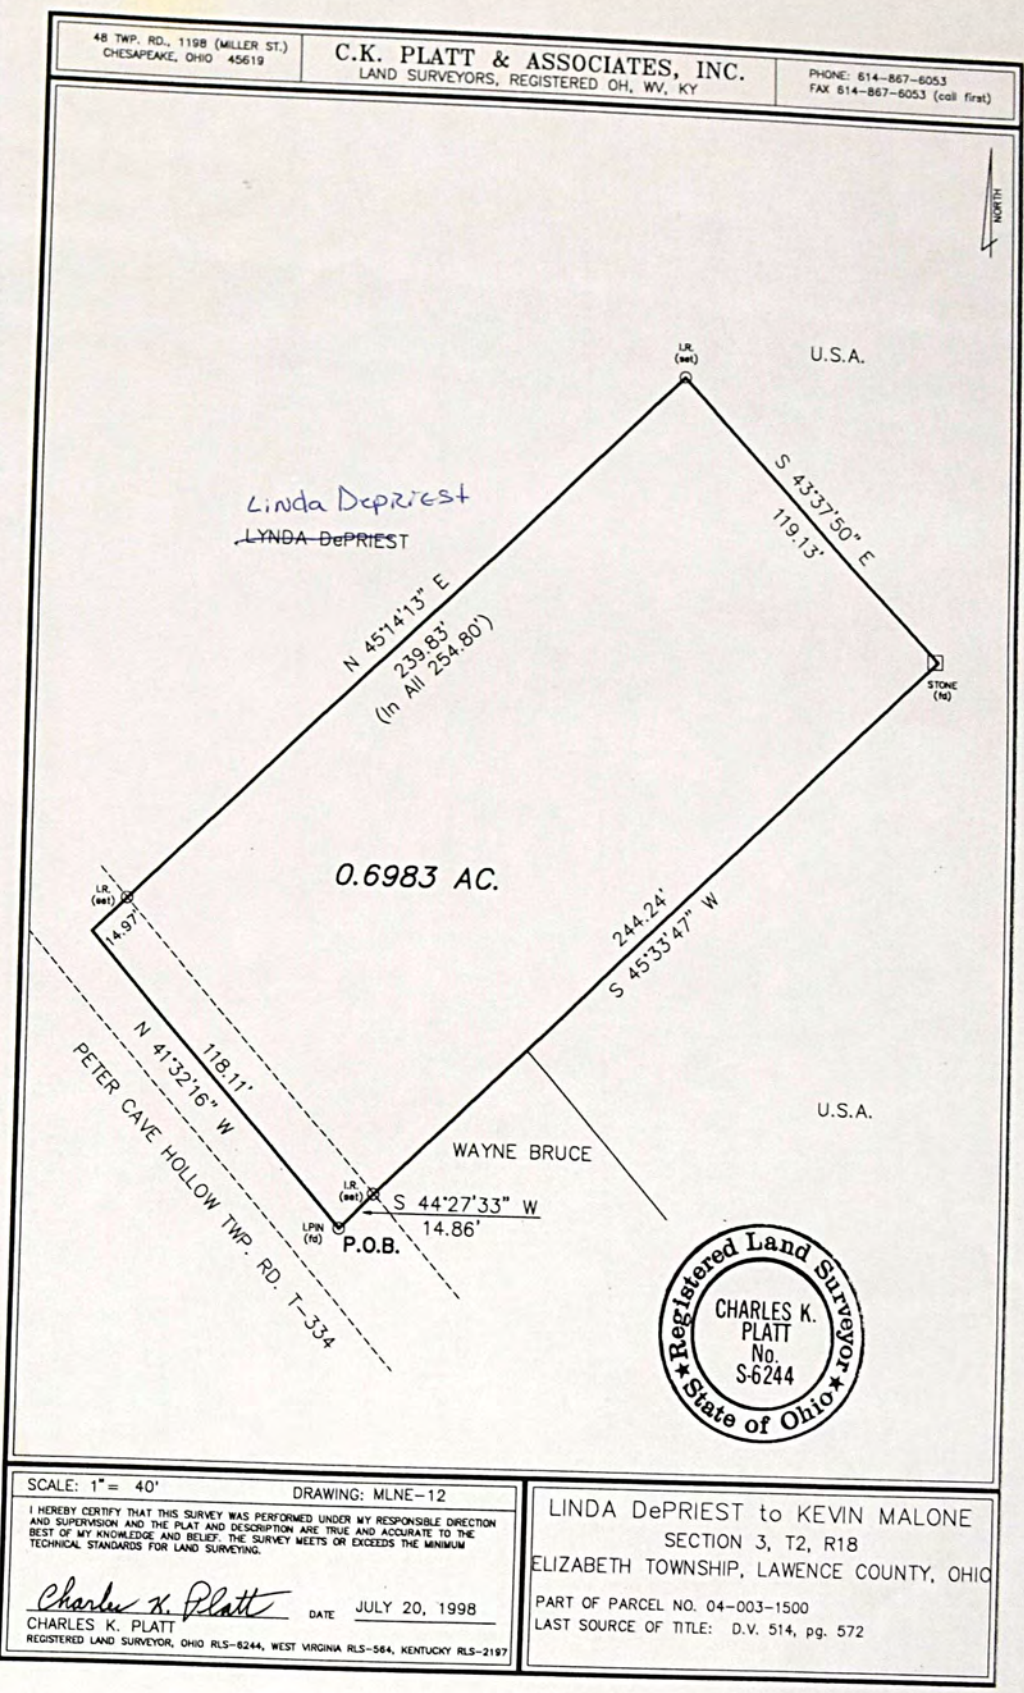 48 TWP. RD., 1198 (MILLER ST.)
CHESAPEAKE, OHIO 45619
C.K. PLATT & ASSOCIATES, INC.
LAND SURVEYORS, REGISTERED OH, WV, KY
PHONE: 614-867-6053
FAX 614-867-6053 (call first)
NORTH
I.R.
(set)
U.S.A.
S 43°37'50" E
119.13'
Linda DePriest
LYNDA DePRIEST
N 45°14'13" E
239.83'
(In All 254.80')
STONE
(fd)
0.6983 AC.
I.R.
(set)
14.97'
244.24'
S 45°33'47" W
118.11'
N 41°32'16" W
PETER CAVE HOLLOW TWP. RD. T-334
U.S.A.
WAYNE BRUCE
I.R.
(set)
S 44°27'33" W
14.86'
I.PIN
(fd)
P.O.B.
Registered Land Surveyor
CHARLES K.
PLATT
No.
S-6244
State of Ohio
SCALE: 1"= 40'
DRAWING: MLNE-12
I HEREBY CERTIFY THAT THIS SURVEY WAS PERFORMED UNDER MY RESPONSIBLE DIRECTION
AND SUPERVISION AND THE PLAT AND DESCRIPTION ARE TRUE AND ACCURATE TO THE
BEST OF MY KNOWLEDGE AND BELIEF. THE SURVEY MEETS OR EXCEEDS THE MINIMUM
TECHNICAL STANDARDS FOR LAND SURVEYING.
Charles K. Platt
DATE JULY 20, 1998
CHARLES K. PLATT
REGISTERED LAND SURVEYOR, OHIO RLS-6244, WEST VIRGINIA RLS-564, KENTUCKY RLS-2197
LINDA DePRIEST to KEVIN MALONE
SECTION 3, T2, R18
ELIZABETH TOWNSHIP, LAWENCE COUNTY, OHIO
PART OF PARCEL NO. 04-003-1500
LAST SOURCE OF TITLE: D.V. 514, pg. 572